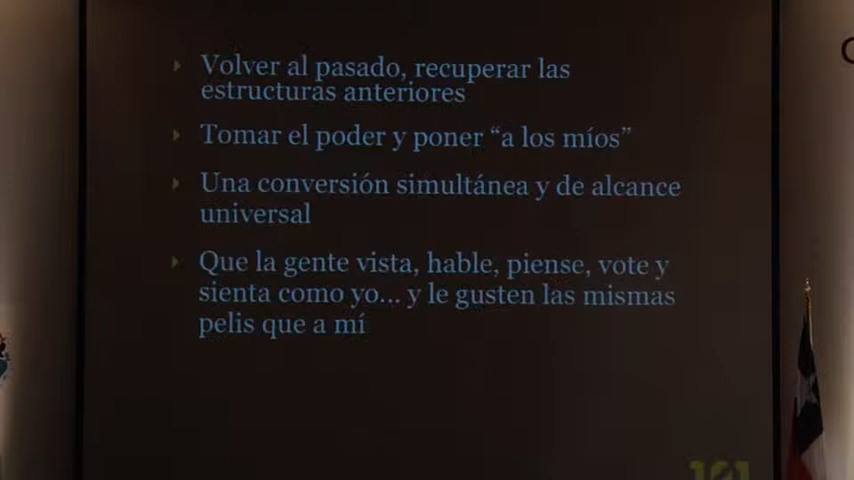 Volver al pasado, recuperar las
estructuras anteriores
Tomar el poder y poner “a los míos”
Una conversión simultánea y de alcance
universal
Que la gente vista, hable, piense, vote y
sienta como yo... y le gusten las mismas
pelis que a mí